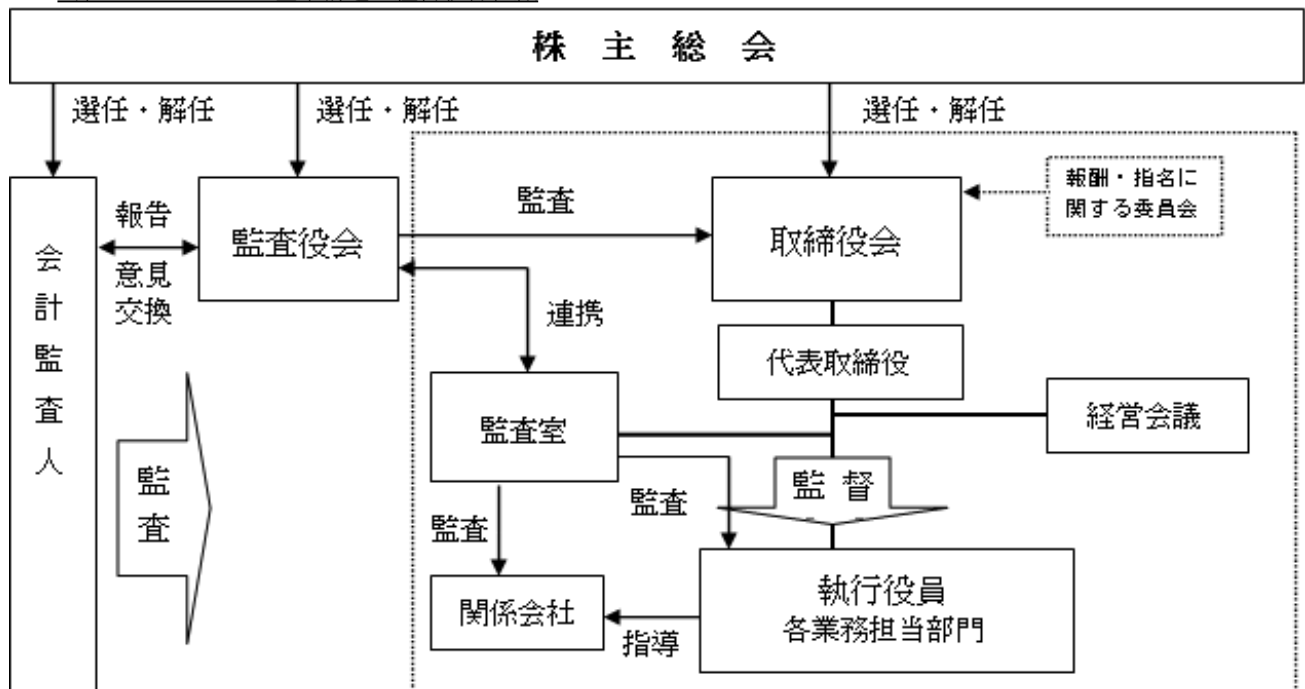 株主総会
選任・解任
選任・解任
選任・解任
報酬・指名に
関する委員会
監査
報告
監査役会
取締役会
意見
交換
会計監査人
連携
代表取締役
経営会議
監査室
監査
監督
監査
監査
執行役員
各業務担当部門
関係会社
指導